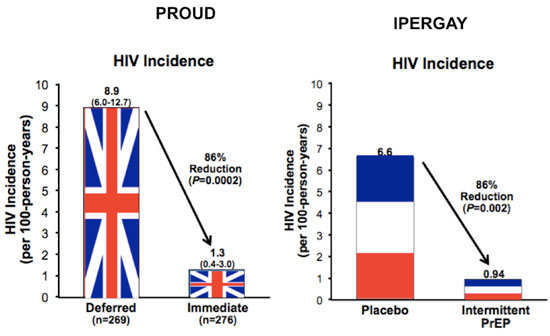 PROUD
HIV Incidence
HIV Incidence
(per 100-person-years)
10
9
8
7
6
5
4
3
2
1
0
8.9
(6.0-12.7)
86%
Reduction
(P=0.0002)
1.3
(0.4-3.0)
Deferred
(n=269)
Immediate
(n=276)
IPERGAY
HIV Incidence
HIV Incidence
(per 100-person-years)
10
9
8
7
6
5
4
3
2
1
0
6.6
86%
Reduction
(P=0.002)
0.94
Placebo
Intermittent
PrEP